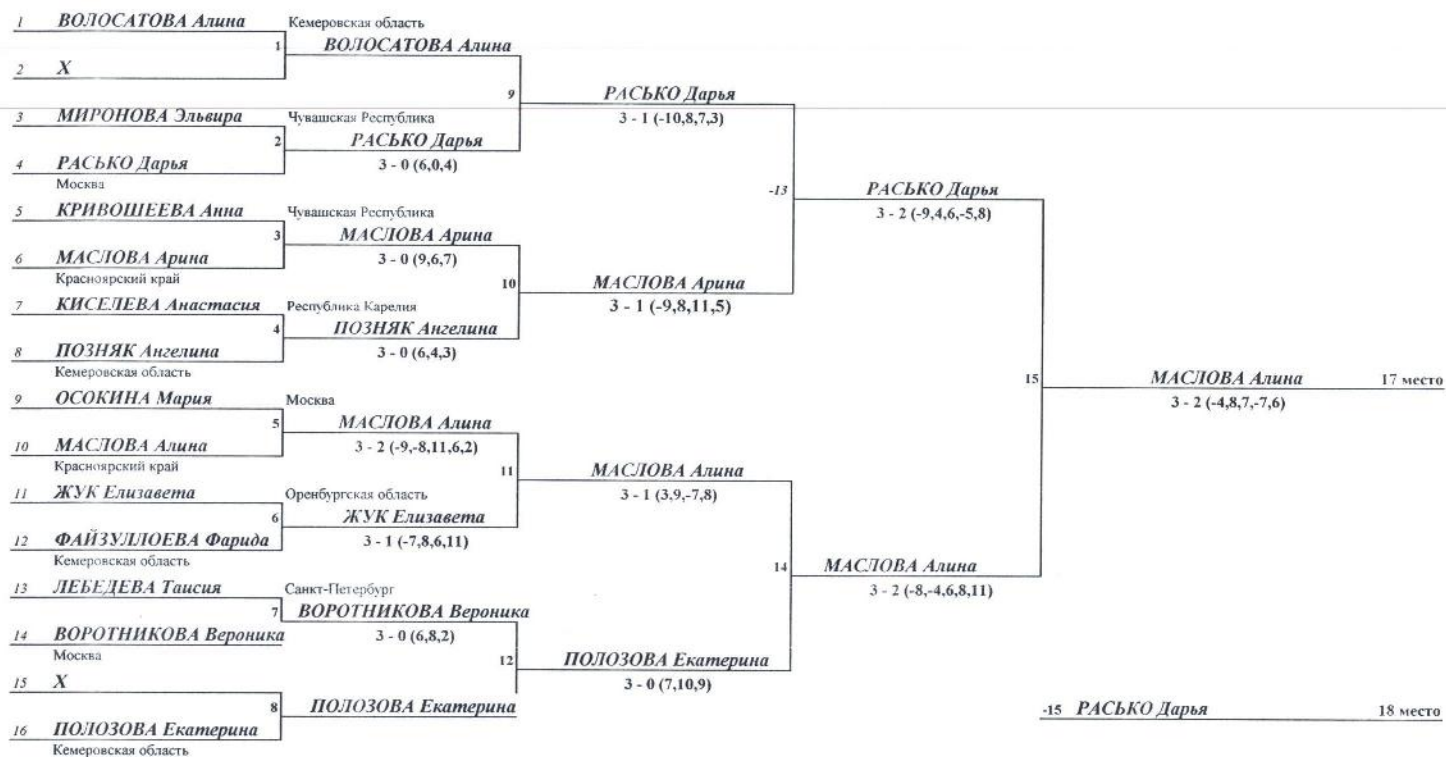 1 ВОЛОСАТОВА Алина Кемеровская область
1 ВОЛОСАТОВА Алина
2 X
9 РАСЬКО Дарья
3 - 1 (-10,8,7,3)
3 МИРОНОВА Эльвира Чувашская Республика
2 РАСЬКО Дарья
4 РАСЬКО Дарья 3 - 0 (6,0,4)
Москва
-13 РАСЬКО Дарья
3 - 2 (-9,4,6,-5,8)
5 КРИВОШЕЕВА Анна Чувашская Республика
3 МАСЛОВА Арина
6 МАСЛОВА Арина 3 - 0 (9,6,7)
Красноярский край
10 МАСЛОВА Арина
3 - 1 (-9,8,11,5)
7 КИСЕЛЕВА Анастасия Республика Карелия
4 ПОЗНЯК Ангелина
8 ПОЗНЯК Ангелина 3 - 0 (6,4,3)
Кемеровская область
15 МАСЛОВА Алина 17 место
3 - 2 (-4,8,7,-7,6)
9 ОСОКИНА Мария Москва
5 МАСЛОВА Алина
10 МАСЛОВА Алина 3 - 2 (-9,-8,11,6,2)
Красноярский край
11 МАСЛОВА Алина
3 - 1 (3,9,-7,8)
11 ЖУК Елизавета Оренбургская область
6 ЖУК Елизавета
12 ФАЙЗУЛЛОЕВА Фарида 3 - 1 (-7,8,6,11)
Кемеровская область
14 МАСЛОВА Алина
3 - 2 (-8,-4,6,8,11)
13 ЛЕБЕДЕВА Таисия Санкт-Петербург
7 ВОРОТНИКОВА Вероника
14 ВОРОТНИКОВА Вероника 3 - 0 (6,8,2)
Москва
12 ПОЛОЗОВА Екатерина
3 - 0 (7,10,9)
15 X
8 ПОЛОЗОВА Екатерина
16 ПОЛОЗОВА Екатерина
Кемеровская область
-15 РАСЬКО Дарья 18 место